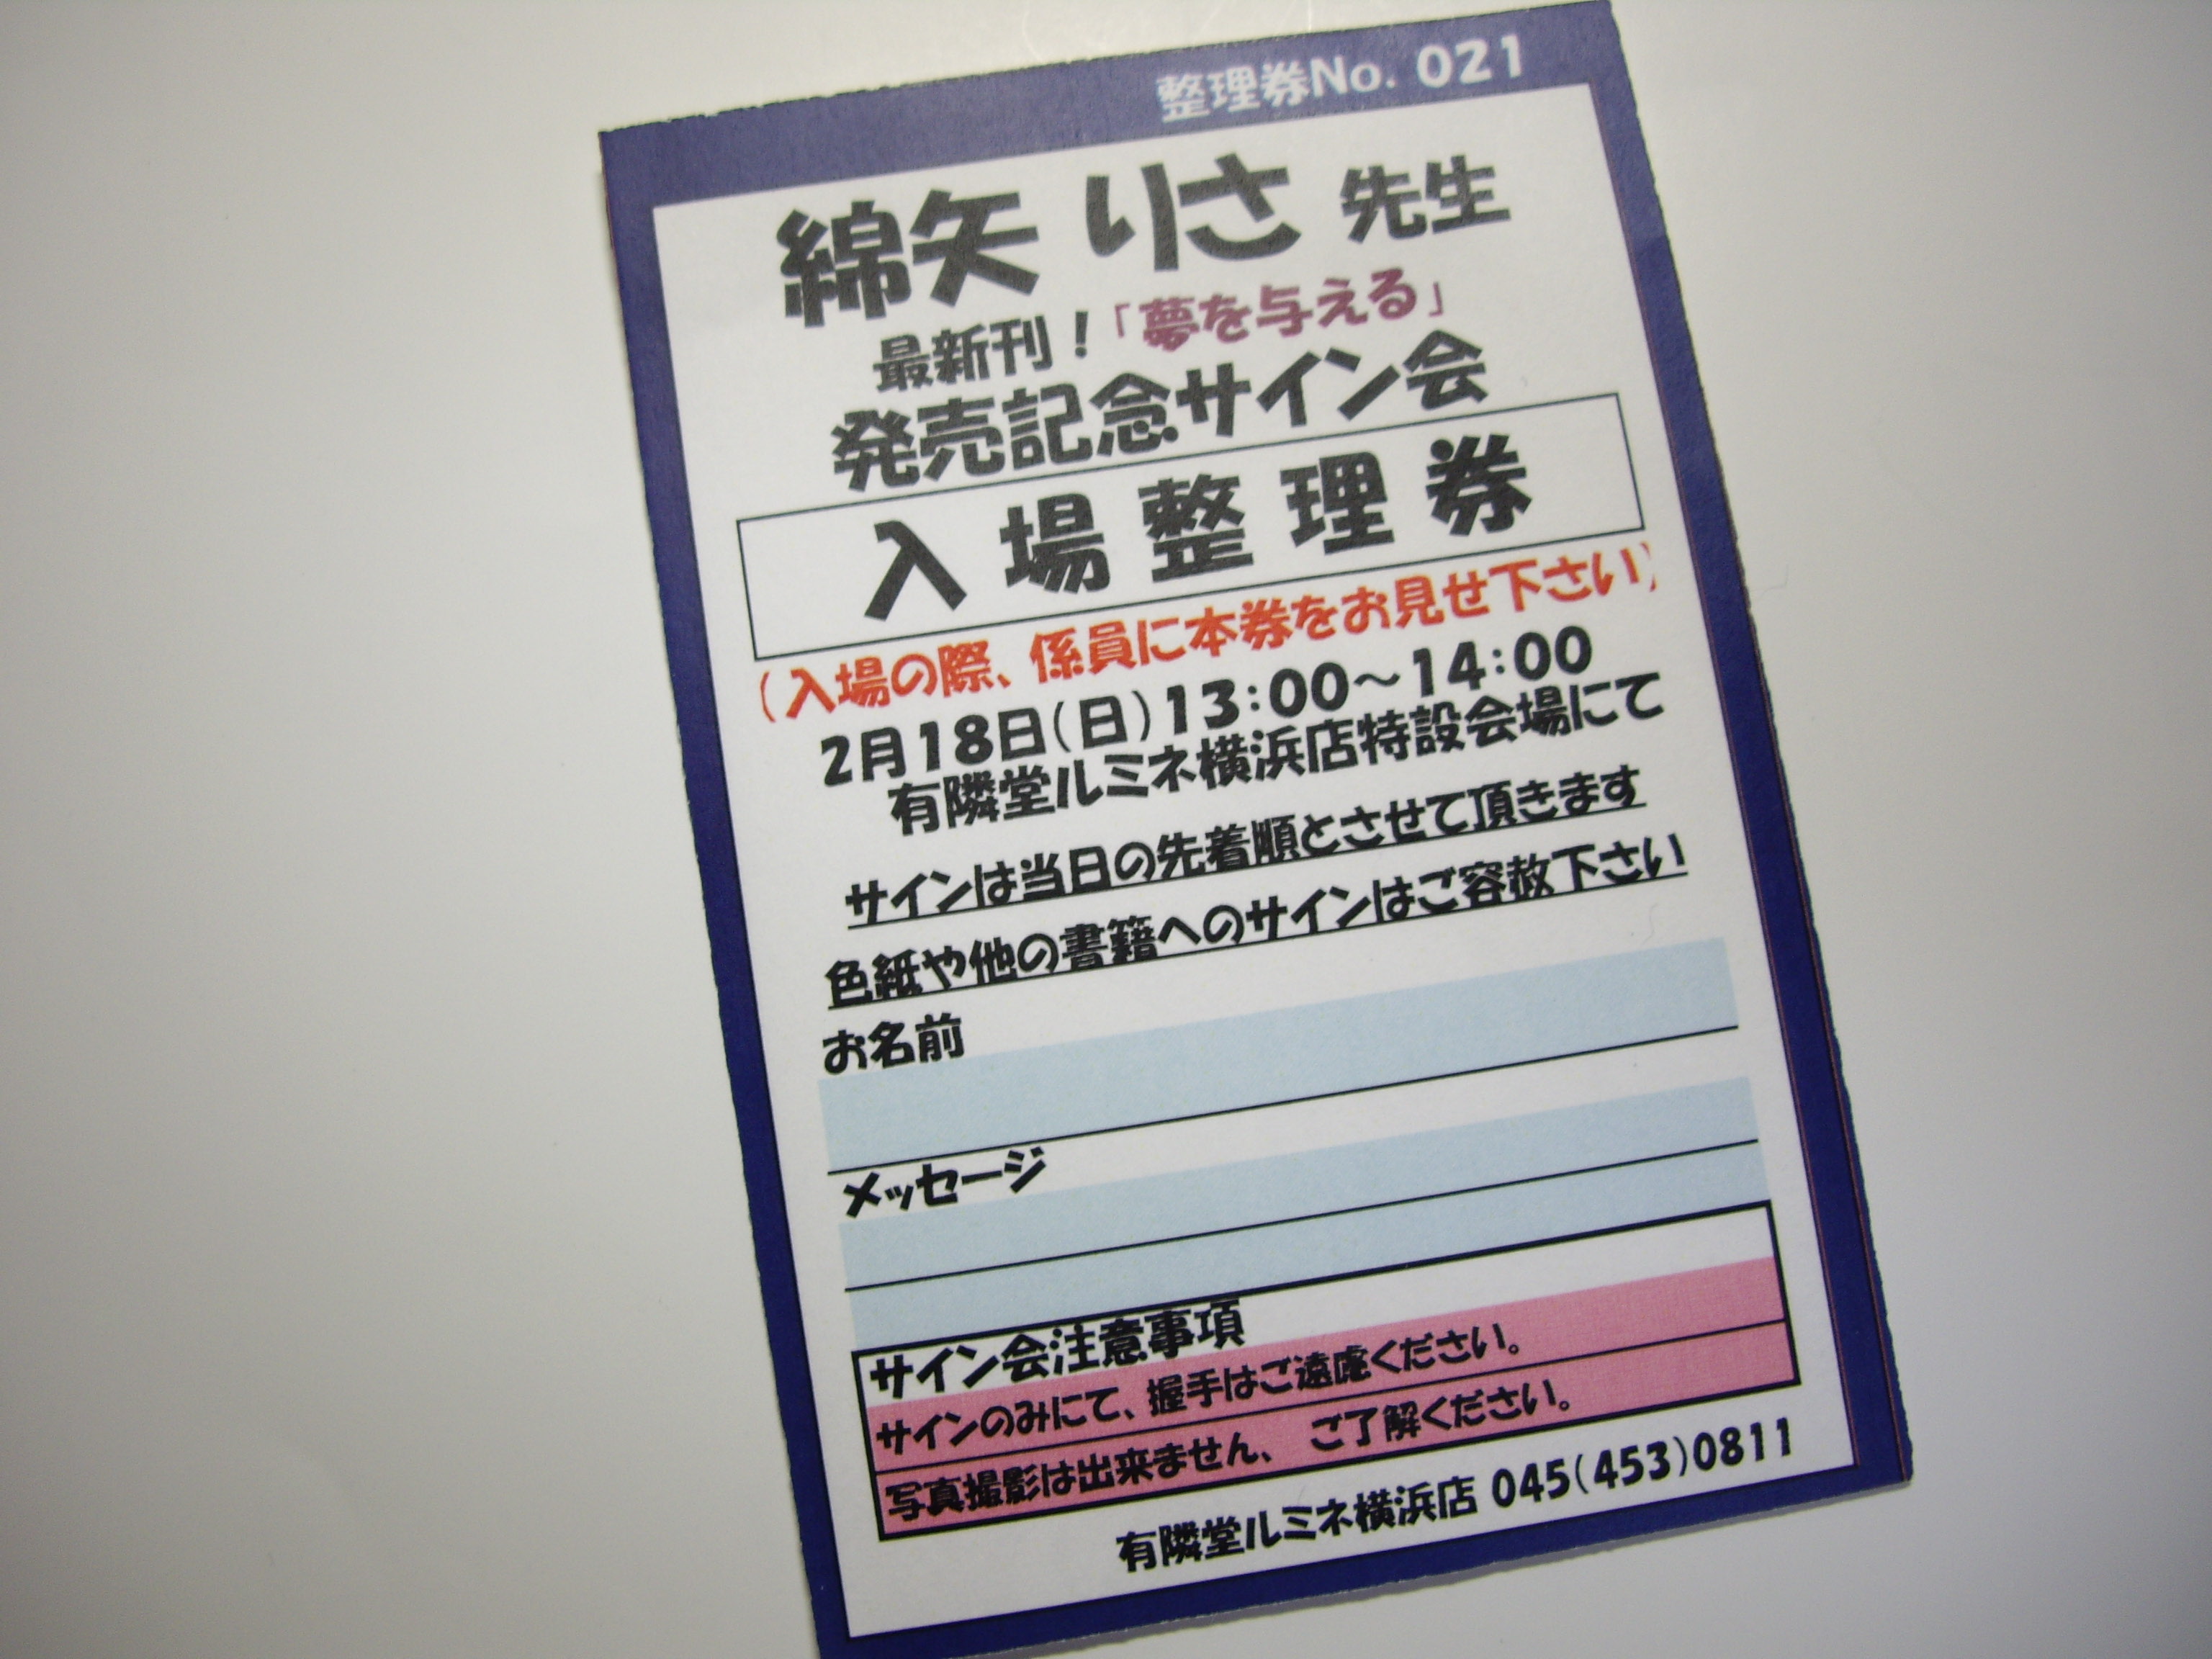 整理券No. 021
綿矢 りさ 先生
最新刊！「夢を与える」
発売記念サイン会
入場整理券
（入場の際、係員に本券をお見せ下さい）
2月18日（日）13：00～14：00
有隣堂ルミネ横浜店特設会場にて
サインは当日の先着順とさせて頂きます
色紙や他の書籍へのサインはご容赦下さい
お名前
メッセージ
サイン会注意事項
サインのみにて、握手はご遠慮ください。
写真撮影は出来ません、 ご了解ください。
有隣堂ルミネ横浜店 045（453）0811